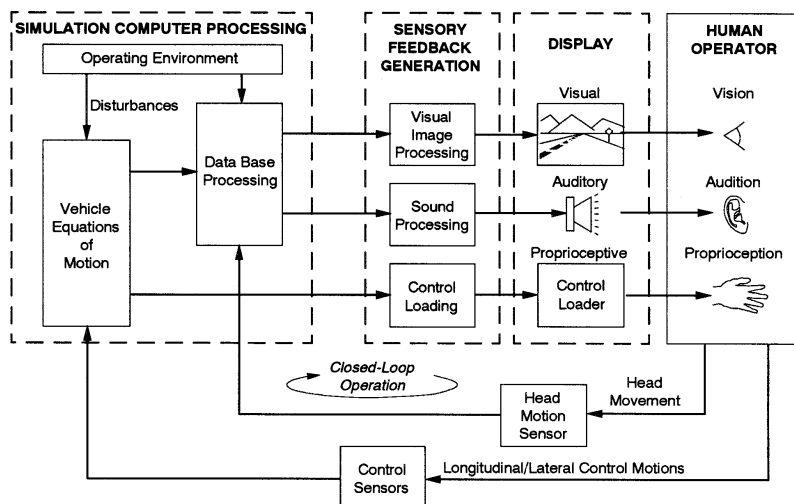 SIMULATION COMPUTER PROCESSING
Operating Environment
Disturbances
Data Base
Processing
Vehicle
Equations
of
Motion
SENSORY
FEEDBACK
GENERATION
Visual
Image
Processing
Sound
Processing
Control
Loading
DISPLAY
Visual
Auditory
Proprioceptive
Control
Loader
HUMAN
OPERATOR
Vision
Audition
Proprioception
Closed-Loop
Operation
Head
Motion
Sensor
Head
Movement
Control
Sensors
Longitudinal/Lateral Control Motions